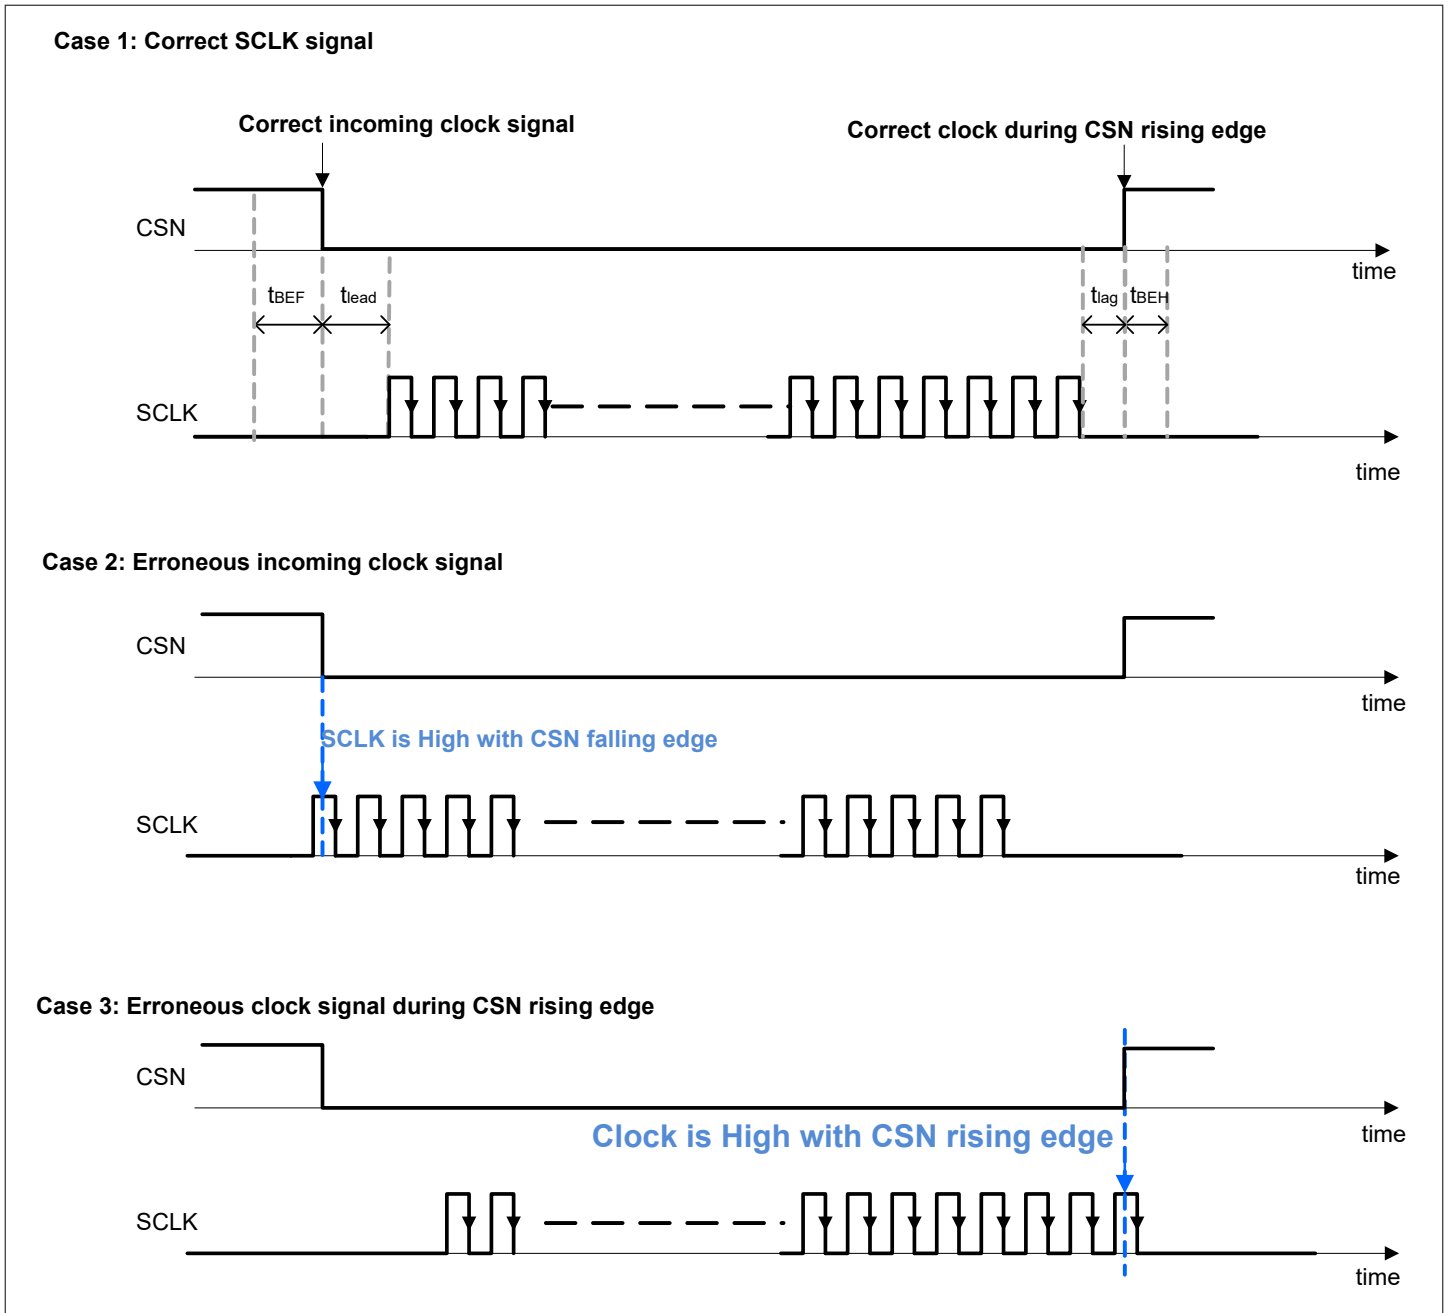 Case 1: Correct SCLK signal
Correct incoming clock signal
Correct clock during CSN rising edge
CSN
time
tBEF
tlead
tlag
tBEH
SCLK
time
Case 2: Erroneous incoming clock signal
CSN
time
SCLK is High with CSN falling edge
SCLK
time
Case 3: Erroneous clock signal during CSN rising edge
CSN
time
Clock is High with CSN rising edge
SCLK
time